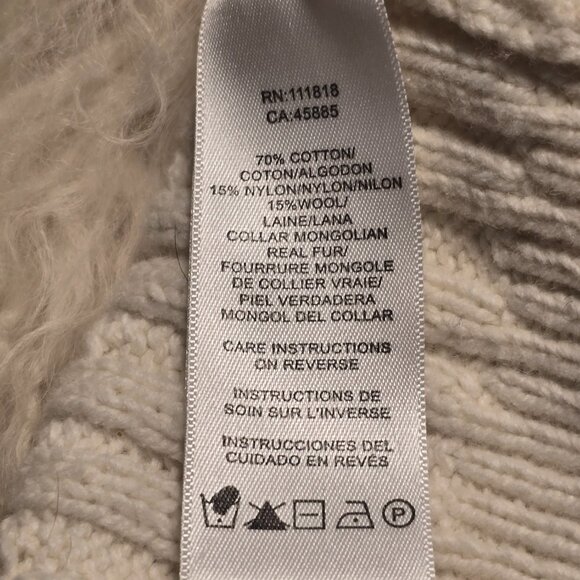 RN:111818
CA:45885
70% COTTON/
COTON/ALGODON
15% NYLON/NYLON/NILON
15%WOOL/
LAINE/LANA
COLLAR MONGOLIAN
REAL FUR/
FOURRURE MONGOLE
DE COLLIER VRAIE/
PIEL VERDADERA
MONGOL DEL COLLAR
CARE INSTRUCTIONS
ON REVERSE
INSTRUCTIONS DE
SOIN SUR L'INVERSE
INSTRUCCIONES DEL
CUIDADO EN REVÉS
P